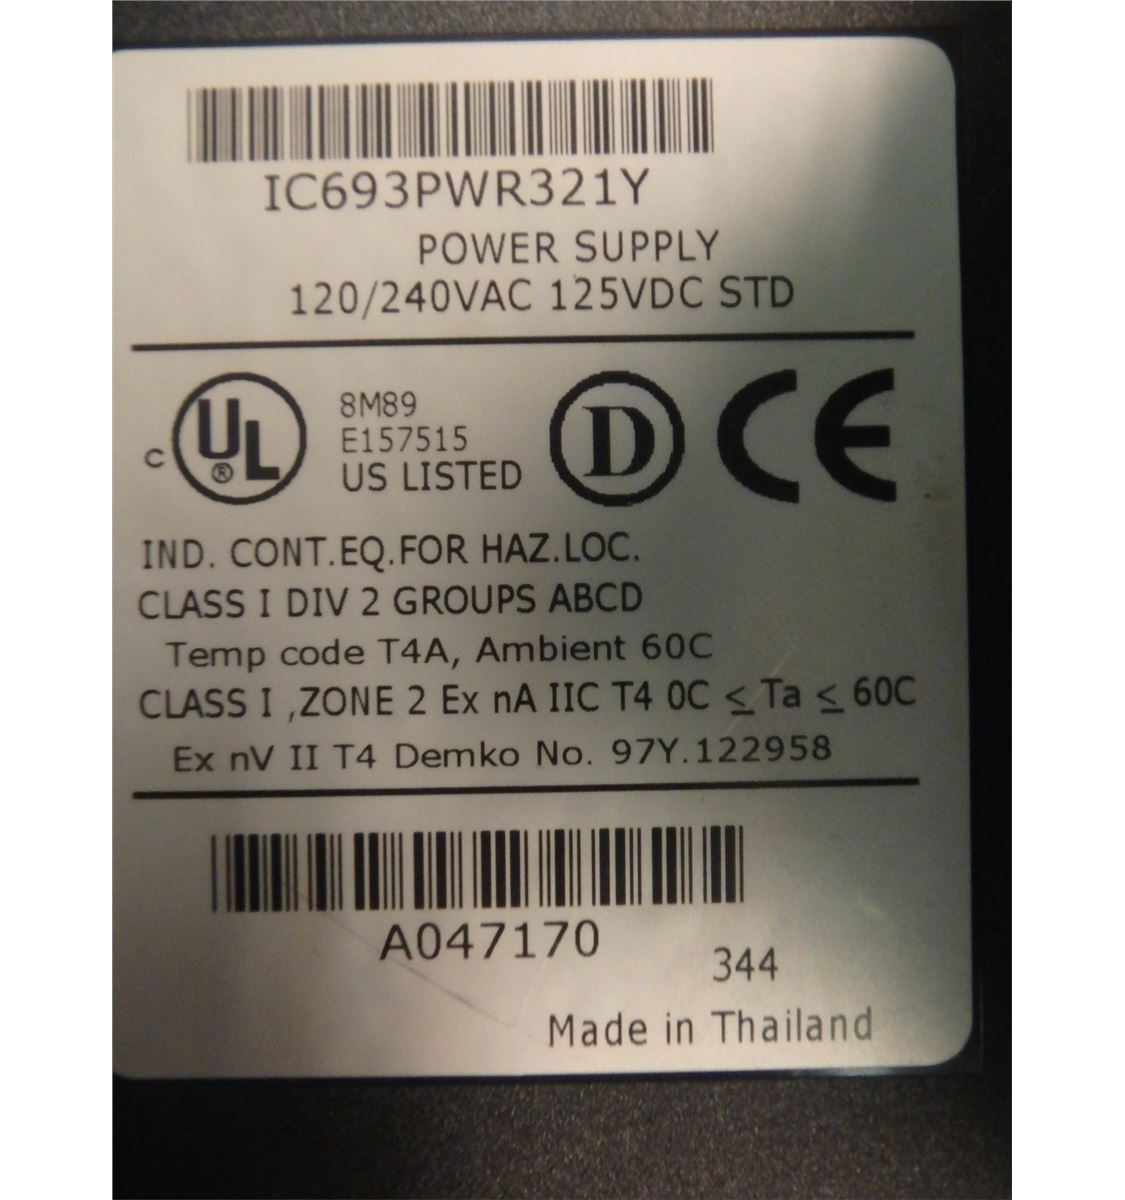 IC693PWR321Y
POWER SUPPLY
120/240VAC 125VDC STD
c UL ® 8M89
E157515
US LISTED
D CE
IND. CONT.EQ.FOR HAZ.LOC.
CLASS I DIV 2 GROUPS ABCD
Temp code T4A, Ambient 60C
CLASS I ,ZONE 2 Ex nA IIC T4 0C ≤ Ta ≤ 60C
Ex nV II T4 Demko No. 97Y.122958
A047170
344
Made in Thailand